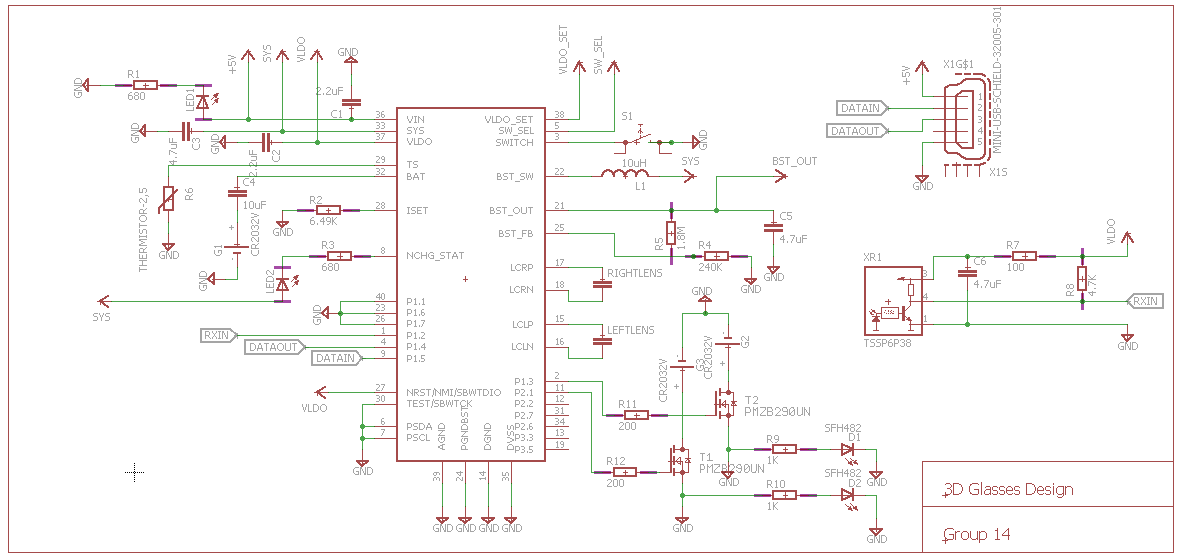 GND
R1
680
LED1
+5V
SYS
VLDO
GND
2.2uF
C1
GND
4.7uF
C3
GND
2.2uF
C2
36
33
37
29
32
28
8
40
23
26
1
4
9
27
30
6
7
VIN
SYS
VLDO
TS
BAT
ISET
NCHG_STAT
P1.1
P1.6
P1.7
P1.2
P1.4
P1.5
NRST/NMI/SBWTDIO
TEST/SBWTCK
PSDA
PSCL
AGND
PGNDBST
DGND
DVSS
39
24
14
35
GND
GND
GND
GND
VLDO_SET
SW_SEL
SWITCH
BST_SW
BST_OUT
BST_FB
LCRP
LCRN
LCLP
LCLN
P1.3
P2.1
P2.2
P2.7
P2.6
P3.3
P3.5
38
5
3
22
21
25
17
18
15
16
2
11
12
31
34
13
19
THERMISTOR-2,5
R6
GND
C4
10uF
G1
CR2032V
+
-
GND
R2
6.49K
GND
R3
680
LED2
SYS
GND
RXIN
DATAOUT
DATAIN
VLDO
GND
VLDO_SET
SW_SEL
S1
GND
10uH
L1
SYS
BST_OUT
R5
1.8M
R4
240K
GND
C5
4.7uF
GND
RIGHTLENS
LEFTLENS
GND
G3
CR2032V
-
+
G2
CR2032V
-
+
R11
200
R12
200
T2
PMZB290UN
T1
PMZB290UN
GND
GND
R9
1K
R10
1K
SFH482
D1
GND
SFH482
D2
GND
+5V
X1G$1
MINI-USB-SCHIELD-32005-301
1
2
3
4
5
X1S
DATAIN
DATAOUT
GND
XR1
TSSP6P38
3
4
1
C6
4.7uF
R7
100
R8
4.7K
VLDO
RXIN
GND
3D Glasses Design
Group 14